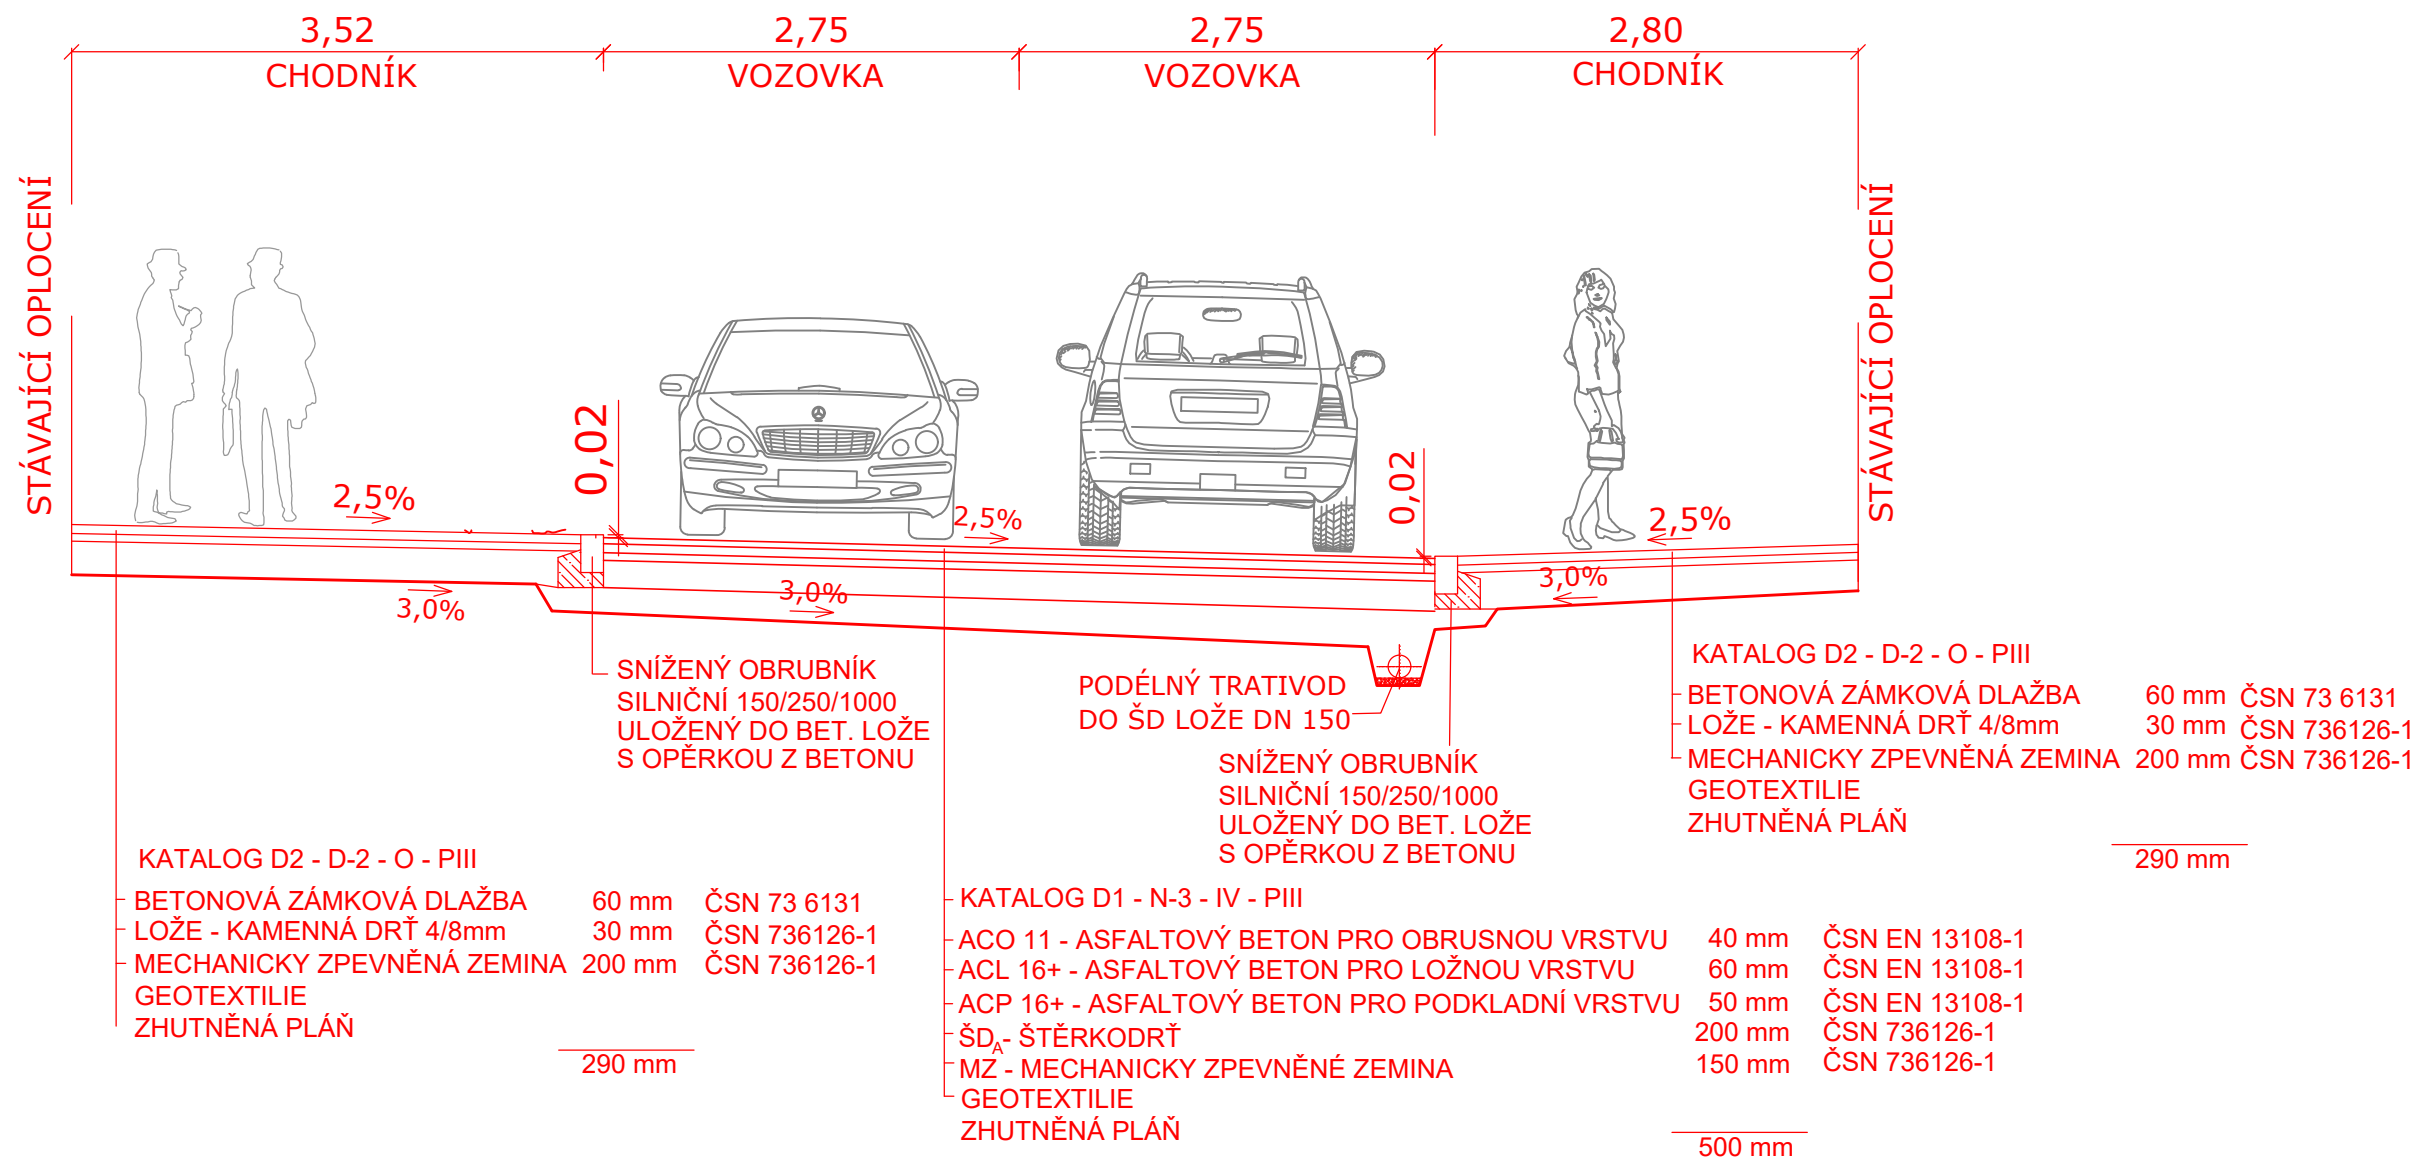 3,52
2,75
2,75
2,80
CHODNÍK
VOZOVKA
VOZOVKA
CHODNÍK
STÁVAJÍCÍ OPLOCENÍ
STÁVAJÍCÍ OPLOCENÍ
0,02
0,02
2,5%
2,5%
2,5%
3,0%
3,0%
3,0%
SNÍŽENÝ OBRUBNÍK
SILNIČNÍ 150/250/1000
ULOŽENÝ DO BET. LOŽE
S OPĚRKOU Z BETONU
PODÉLNÝ TRATIVOD
DO ŠD LOŽE DN 150
SNÍŽENÝ OBRUBNÍK
SILNIČNÍ 150/250/1000
ULOŽENÝ DO BET. LOŽE
S OPĚRKOU Z BETONU
KATALOG D2 - D-2 - O - PIII
BETONOVÁ ZÁMKOVÁ DLAŽBA 60 mm ČSN 73 6131
LOŽE - KAMENNÁ DRŤ 4/8mm 30 mm ČSN 736126-1
MECHANICKY ZPEVNĚNÁ ZEMINA 200 mm ČSN 736126-1
GEOTEXTILIE
ZHUTNĚNÁ PLÁŇ
290 mm
KATALOG D2 - D-2 - O - PIII
BETONOVÁ ZÁMKOVÁ DLAŽBA 60 mm ČSN 73 6131
LOŽE - KAMENNÁ DRŤ 4/8mm 30 mm ČSN 736126-1
MECHANICKY ZPEVNĚNÁ ZEMINA 200 mm ČSN 736126-1
GEOTEXTILIE
ZHUTNĚNÁ PLÁŇ
290 mm
KATALOG D1 - N-3 - IV - PIII
ACO 11 - ASFALTOVÝ BETON PRO OBRUSNOU VRSTVU 40 mm ČSN EN 13108-1
ACL 16+ - ASFALTOVÝ BETON PRO LOŽNOU VRSTVU 60 mm ČSN EN 13108-1
ACP 16+ - ASFALTOVÝ BETON PRO PODKLADNÍ VRSTVU 50 mm ČSN EN 13108-1
ŠDA- ŠTĚRKODRŤ 200 mm ČSN 736126-1
MZ - MECHANICKY ZPEVNĚNÉ ZEMINA 150 mm ČSN 736126-1
GEOTEXTILIE
ZHUTNĚNÁ PLÁŇ
500 mm